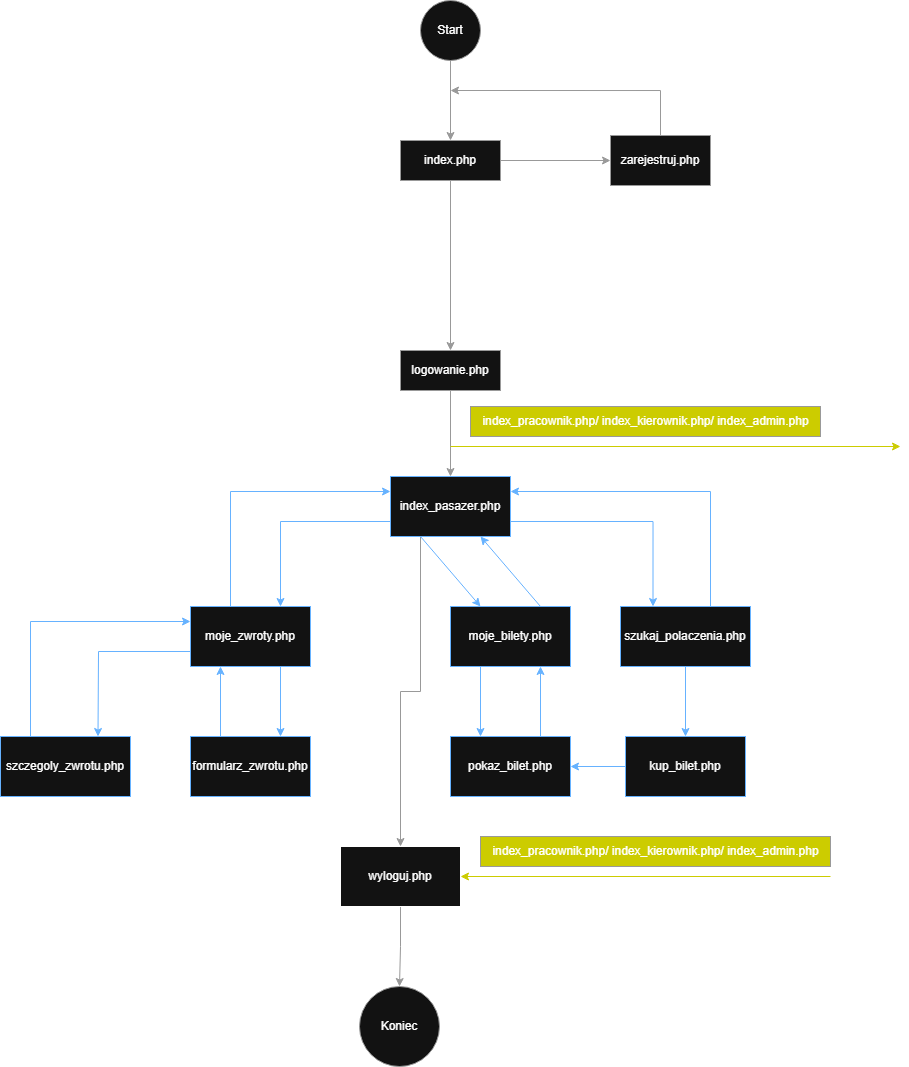 Start
index.php
zarejestruj.php
logowanie.php
index_pracownik.php/ index_kierownik.php/ index_admin.php
index_pasazer.php
moje_zwroty.php
moje_bilety.php
szukaj_polaczenia.php
szczegoly_zwrotu.php
formularz_zwrotu.php
pokaz_bilet.php
kup_bilet.php
index_pracownik.php/ index_kierownik.php/ index_admin.php
wyloguj.php
Koniec